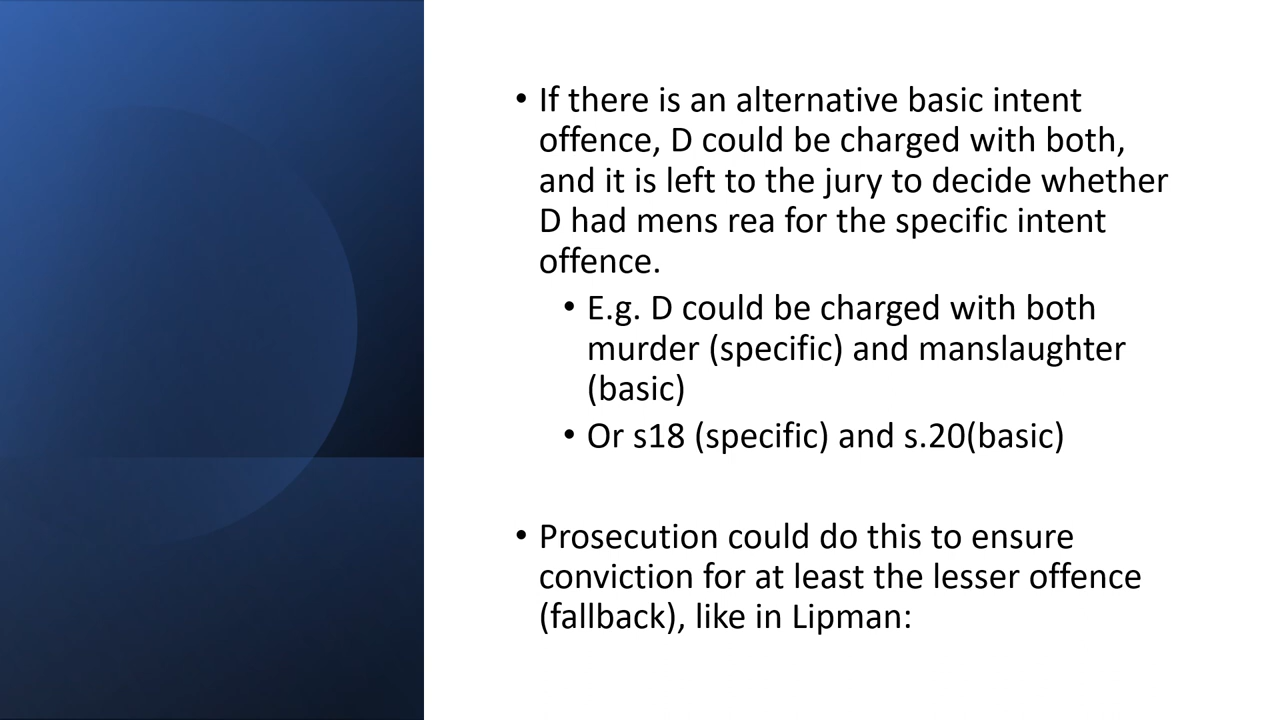 • If there is an alternative basic intent
offence, D could be charged with both,
and it is left to the jury to decide whether
D had mens rea for the specific intent
offence.
• E.g. D could be charged with both
murder (specific) and manslaughter
(basic)
• Or s18 (specific) and s.20(basic)
• Prosecution could do this to ensure
conviction for at least the lesser offence
(fallback), like in Lipman: